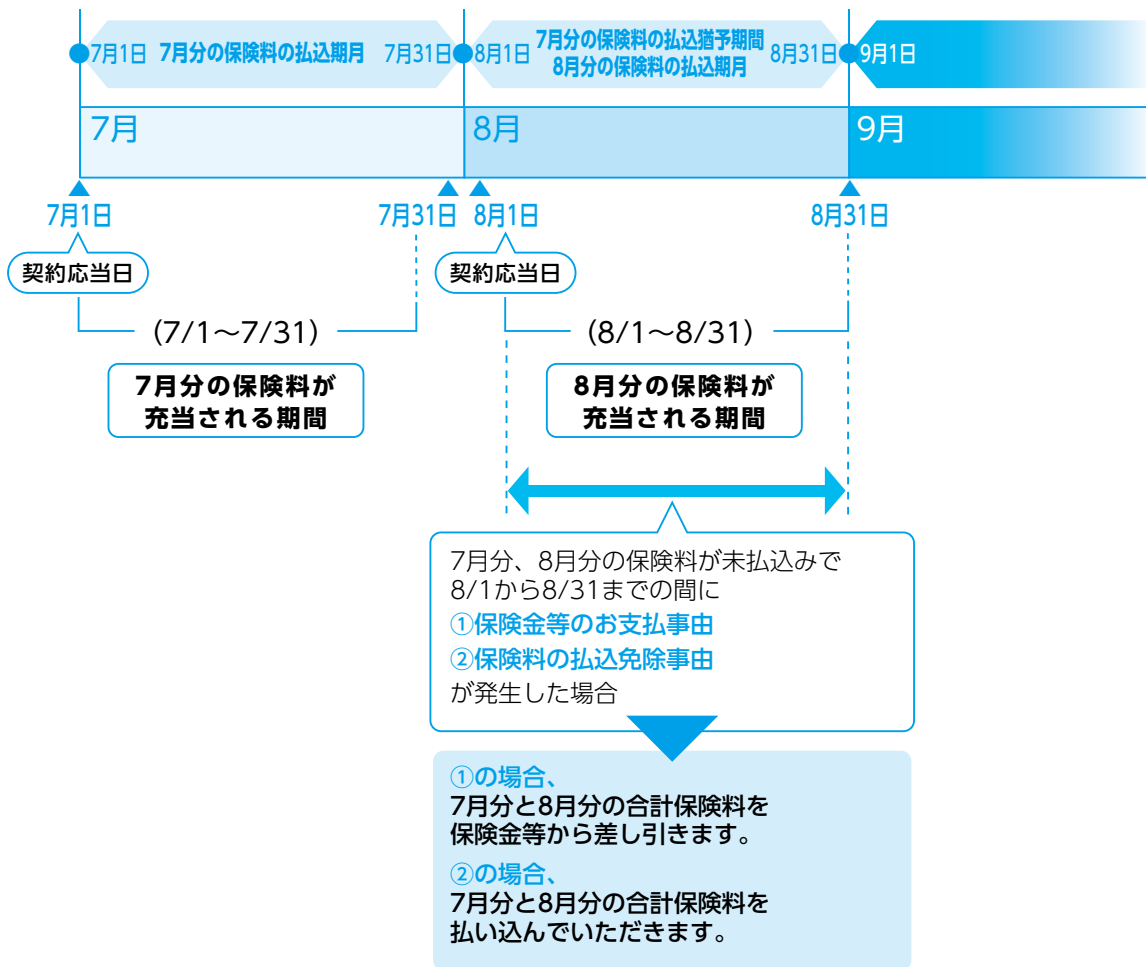 7月1日 7月分の保険料の払込期月 7月31日
8月1日 7月分の保険料の払込猶予期間 8月31日
8月分の保険料の払込期月
9月1日
7月 8月 9月
7月1日 7月31日 8月1日 8月31日
契約応当日 契約応当日
(7/1〜7/31) (8/1〜8/31)
7月分の保険料が
充当される期間
8月分の保険料が
充当される期間
7月分、8月分の保険料が未払込みで
8/1から8/31までの間に
①保険金等のお支払事由
②保険料の払込免除事由
が発生した場合
①の場合、
7月分と8月分の合計保険料を
保険金等から差し引きます。
②の場合、
7月分と8月分の合計保険料を
払い込んでいただきます。